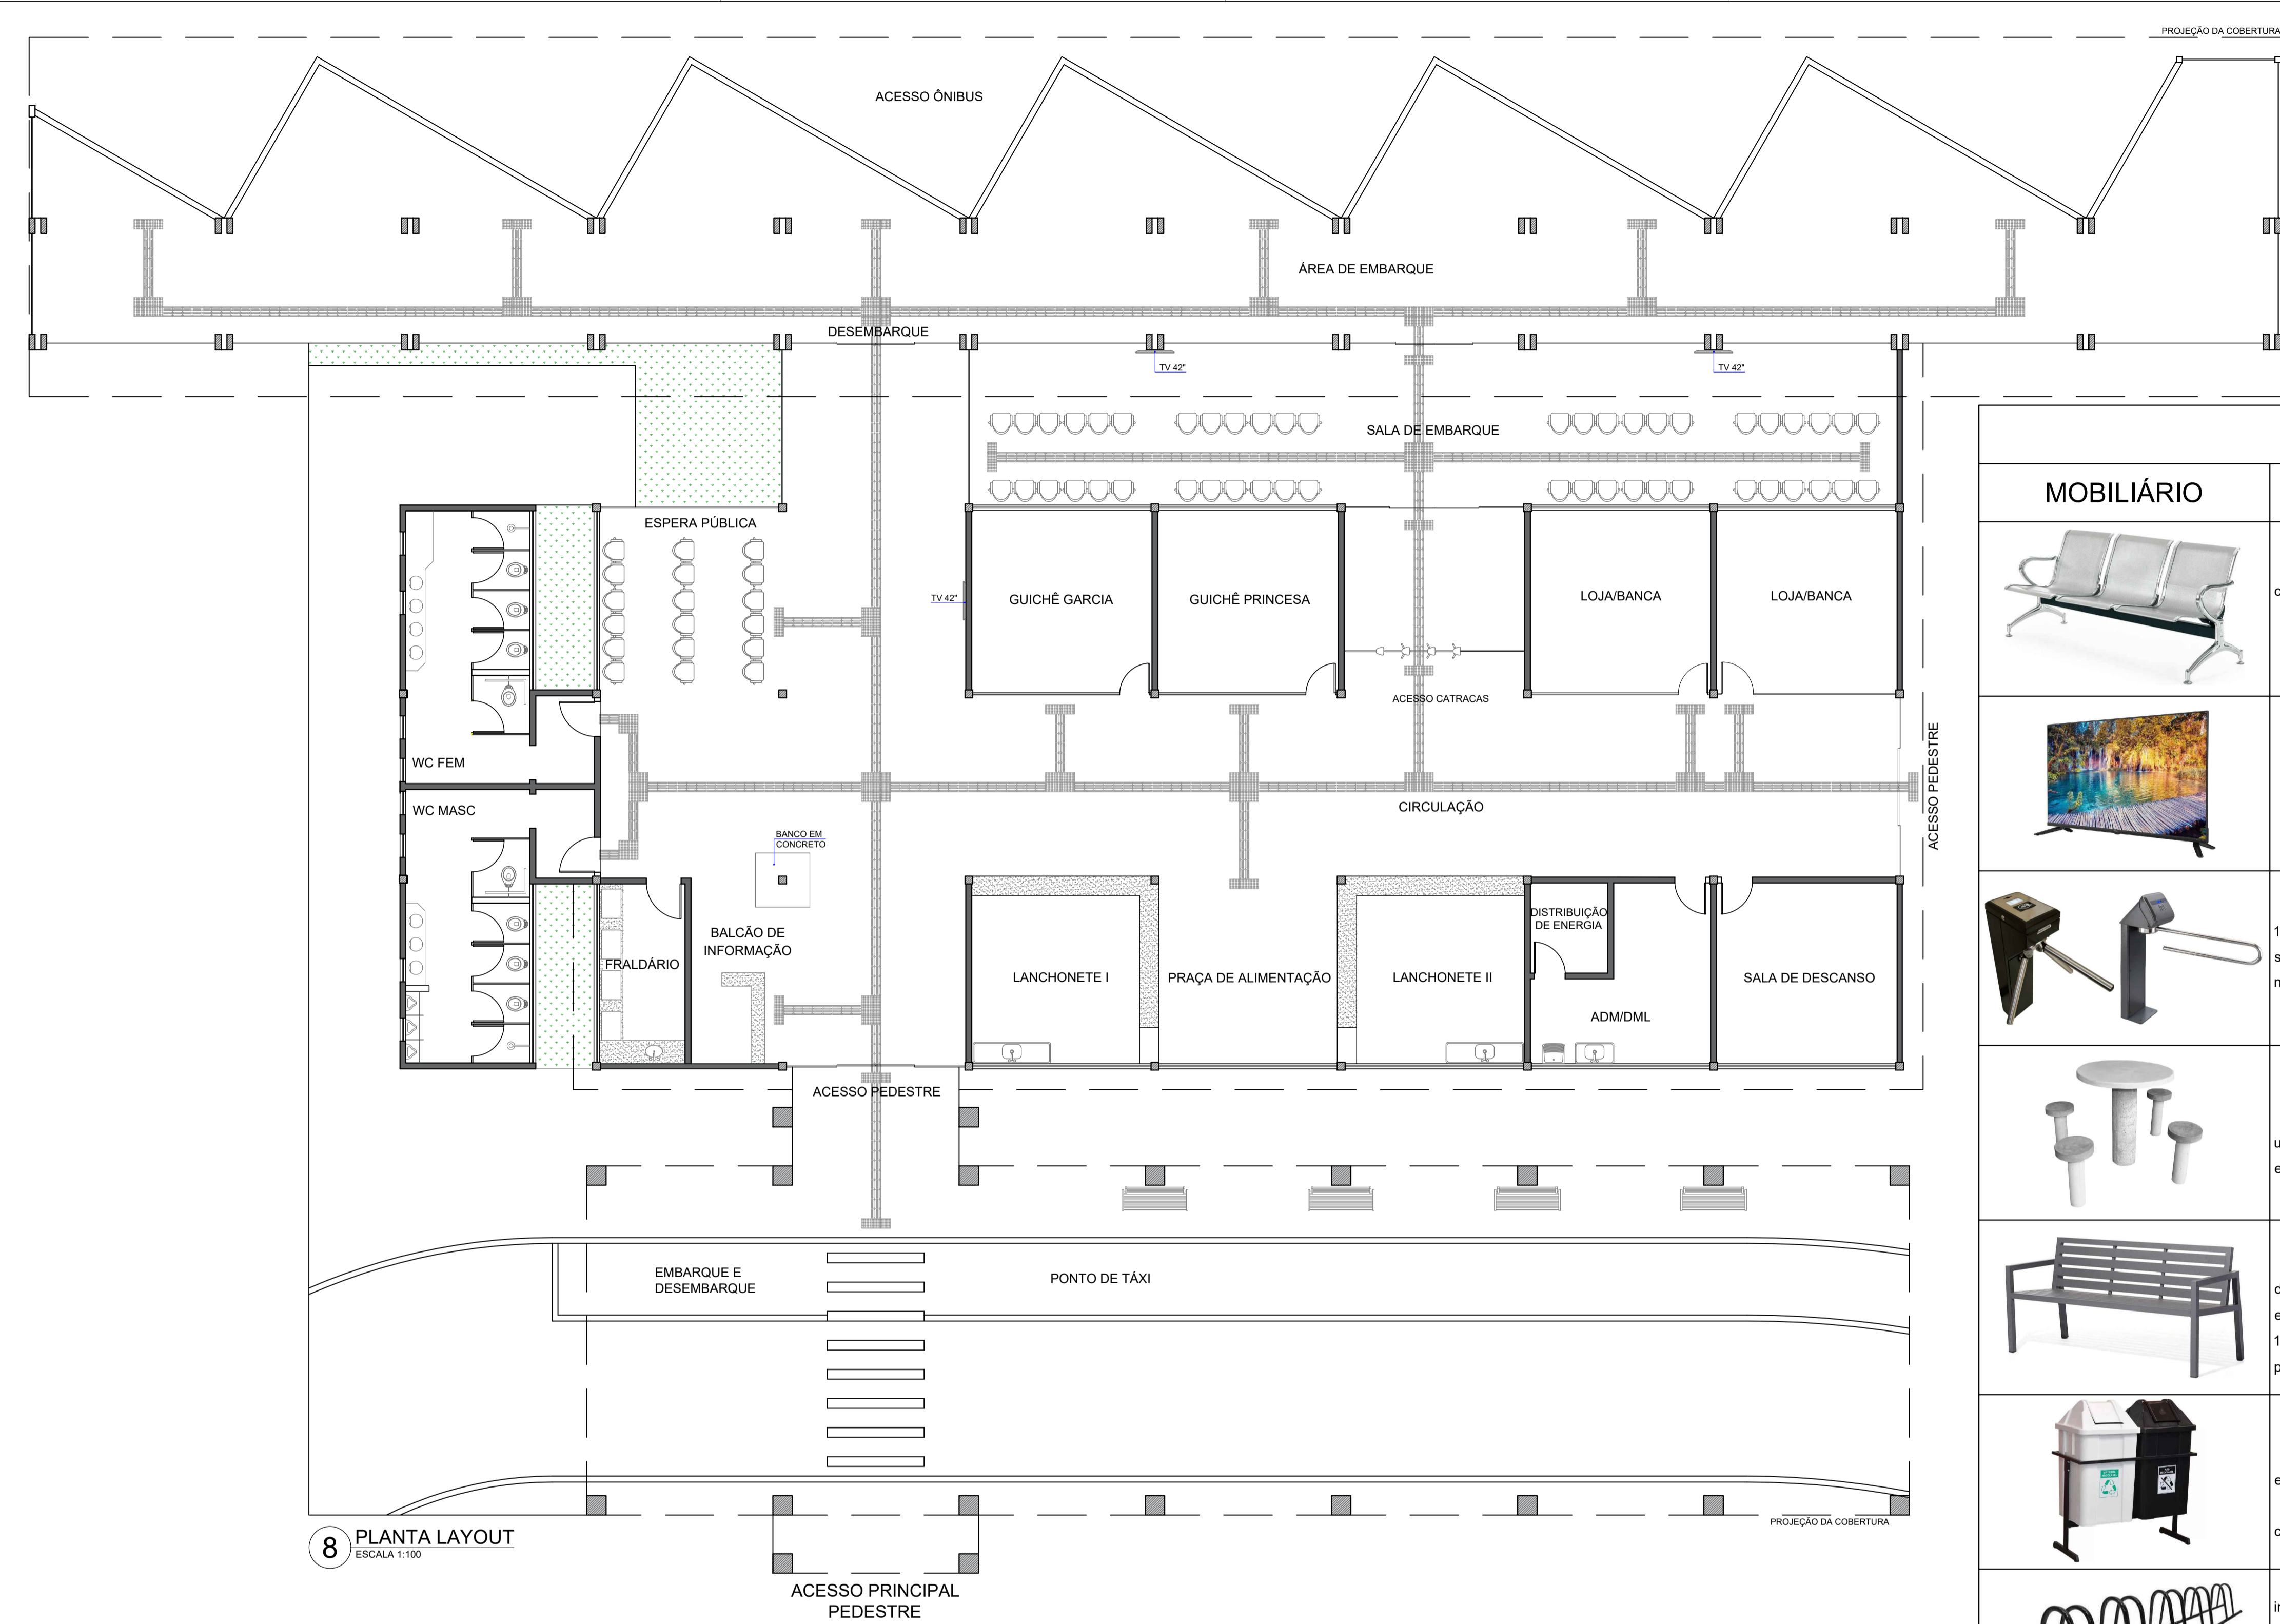 PROJEÇÃO DA COBERTURA
ACESSO ÔNIBUS
ÁREA DE EMBARQUE
DESEMBARQUE
TV 42"
TV 42"
SALA DE EMBARQUE
MOBILIÁRIO
ESPERA PÚBLICA
TV 42"
GUICHÊ GARCIA
GUICHÊ PRINCESA
LOJA/BANCA
LOJA/BANCA
ACESSO CATRACAS
ACESSO PEDESTRE
WC FEM
WC MASC
CIRCULAÇÃO
BANCO EM
CONCRETO
BALCÃO DE
INFORMAÇÃO
FRALDÁRIO
LANCHONETE I
PRAÇA DE ALIMENTAÇÃO
LANCHONETE II
DISTRIBUIÇÃO
DE ENERGIA
ADM/DML
SALA DE DESCANSO
ACESSO PEDESTRE
EMBARQUE E
DESEMBARQUE
PONTO DE TÁXI
PROJEÇÃO DA COBERTURA
8 PLANTA LAYOUT
ESCALA 1:100
ACESSO PRINCIPAL
PEDESTRE